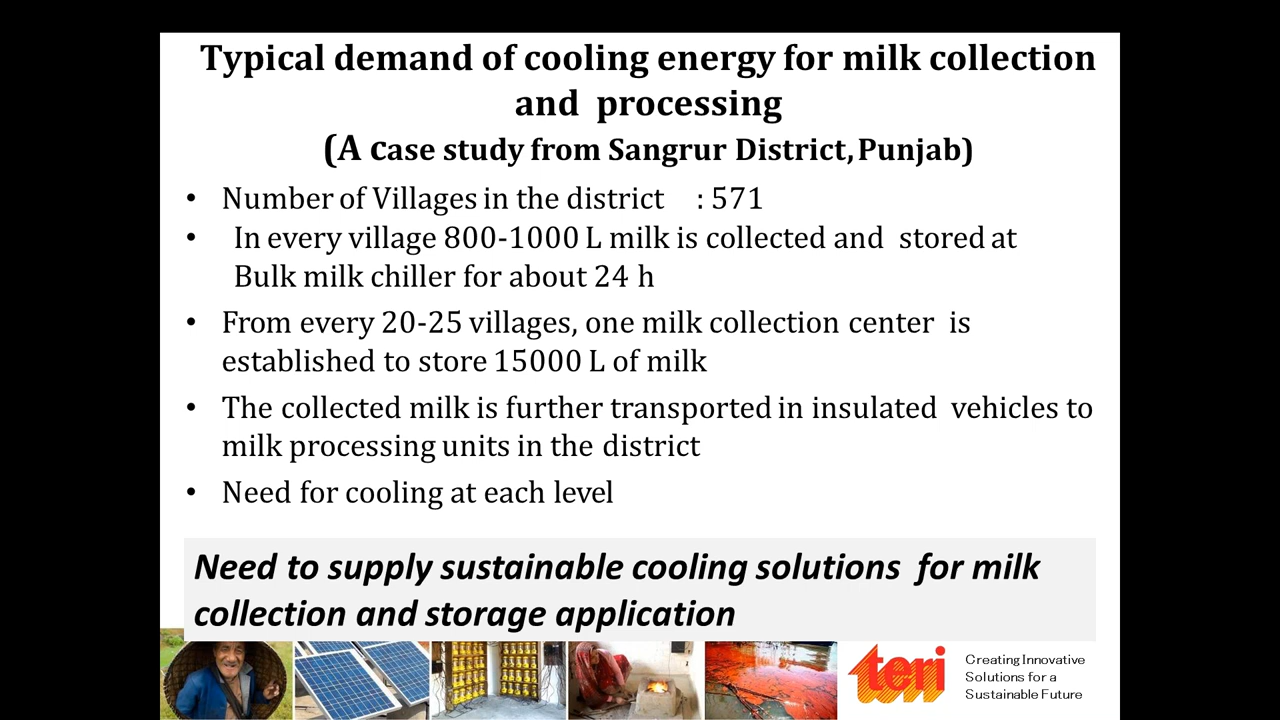 Typical demand of cooling energy for milk collection
and processing
(A case study from Sangrur District, Punjab)
• Number of Villages in the district : 571
• In every village 800-1000 L milk is collected and stored at
Bulk milk chiller for about 24 h
• From every 20-25 villages, one milk collection center is
established to store 15000 L of milk
• The collected milk is further transported in insulated vehicles to
milk processing units in the district
• Need for cooling at each level
Need to supply sustainable cooling solutions for milk
collection and storage application
teri
Creating Innovative
Solutions for a
Sustainable Future